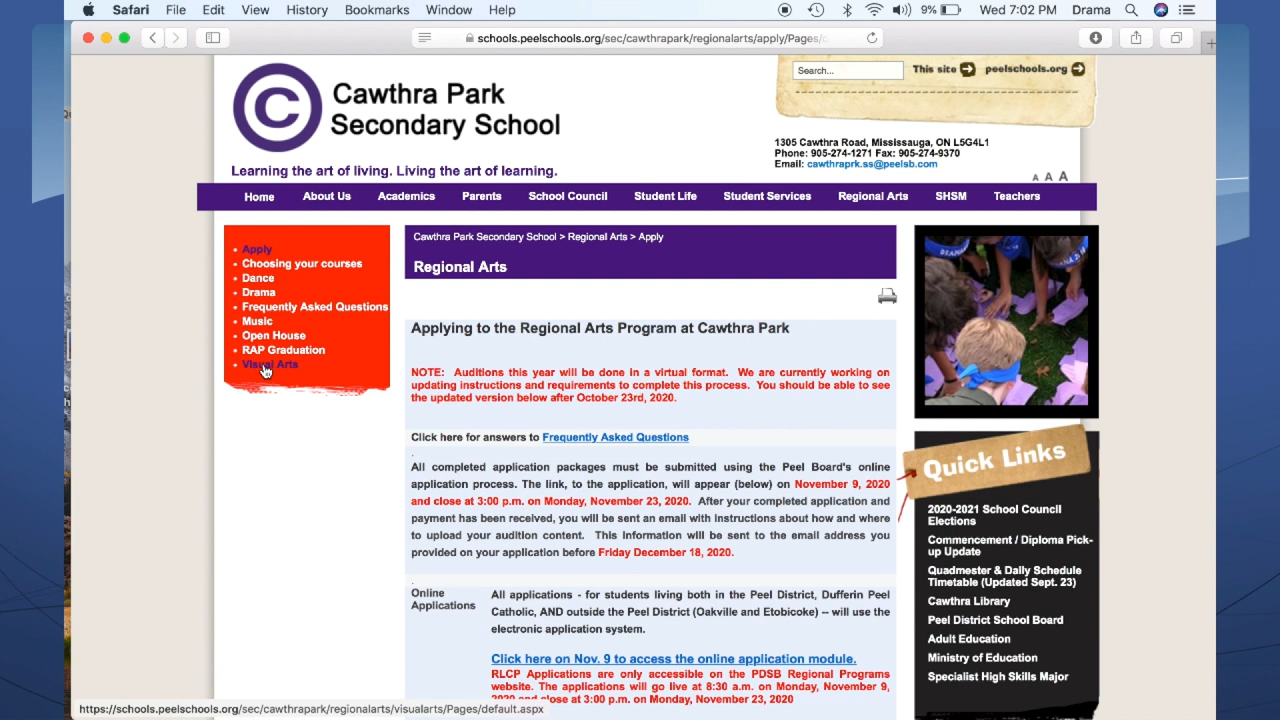 Safari File Edit View History Bookmarks Window Help 9% Wed 7:02 PM Drama
schools.peelschools.org/sec/cawthrapark/regionalarts/apply/Pages/
C
Cawthra Park
Secondary School
Learning the art of living. Living the art of learning.
Search... This site peelschools.org
1305 Cawthra Road, Mississauga, ON L5G4L1
Phone: 905-274-1271 Fax: 905-274-9370
Email: cawthraprk.ss@peelsb.com
A A A
Home About Us Academics Parents School Council Student Life Student Services Regional Arts SHSM Teachers
• Apply
• Choosing your courses
• Dance
• Drama
• Frequently Asked Questions
• Music
• Open House
• RAP Graduation
• Visual Arts
Cawthra Park Secondary School > Regional Arts > Apply
Regional Arts
Applying to the Regional Arts Program at Cawthra Park
NOTE: Auditions this year will be done in a virtual format. We are currently working on
updating instructions and requirements to complete this process. You should be able to see
the updated version below after October 23rd, 2020.
Click here for answers to Frequently Asked Questions
.
All completed application packages must be submitted using the Peel Board's online
application process. The link, to the application, will appear (below) on November 9, 2020
and close at 3:00 p.m. on Monday, November 23, 2020. After your completed application and
payment has been received, you will be sent an email with instructions about how and where
to upload your audition content. This Information will be sent to the email address you
provided on your application before Friday December 18, 2020.
.
Online
Applications
All applications - for students living both in the Peel District, Dufferin Peel
Catholic, AND outside the Peel District (Oakville and Etobicoke) -- will use the
electronic application system.
Click here on Nov. 9 to access the online application module.
RLCP Applications are only accessible on the PDSB Regional Programs
website. The applications will go live at 8:30 a.m. on Monday, November 9,
2020 and close at 3:00 p.m. on Monday, November 23, 2020
Quick Links
2020-2021 School Council
Elections
Commencement / Diploma Pick-
up Update
Quadmester & Daily Schedule
Timetable (Updated Sept. 23)
Cawthra Library
Peel District School Board
Adult Education
Ministry of Education
Specialist High Skills Major
https://schools.peelschools.org/sec/cawthrapark/regionalarts/visualarts/Pages/default.aspx